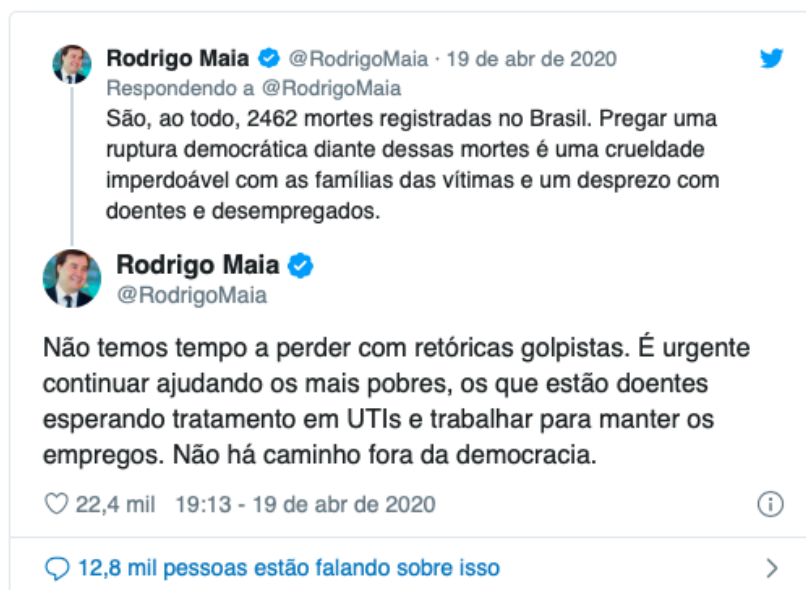 Rodrigo Maia @RodrigoMaia · 19 de abr de 2020
Respondendo a @RodrigoMaia
São, ao todo, 2462 mortes registradas no Brasil. Pregar uma
ruptura democrática diante dessas mortes é uma crueldade
imperdoável com as famílias das vítimas e um desprezo com
doentes e desempregados.
Rodrigo Maia
@RodrigoMaia
Não temos tempo a perder com retóricas golpistas. É urgente
continuar ajudando os mais pobres, os que estão doentes
esperando tratamento em UTIs e trabalhar para manter os
empregos. Não há caminho fora da democracia.
22,4 mil 19:13 - 19 de abr de 2020
12,8 mil pessoas estão falando sobre isso